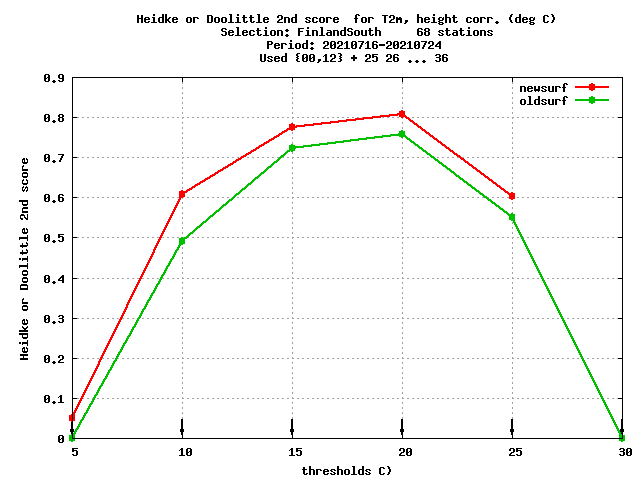 Heidke or Doolittle 2nd score  for T2m, height corr. (deg C)
Selection: FinlandSouth     68 stations
Period: 20210716-20210724
Used {00,12} + 25 26 ... 36
newsurf
oldsurf
Heidke or Doolittle 2nd score
0.9
0.8
0.7
0.6
0.5
0.4
0.3
0.2
0.1
0
5 10 15 20 25 30
thresholds C)